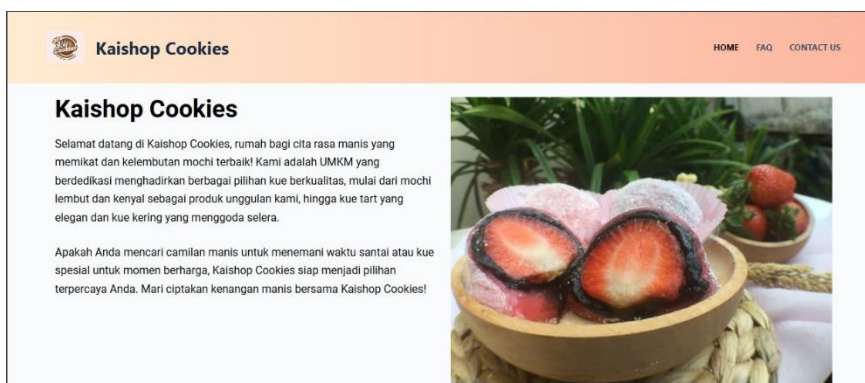 Kaishop Cookies
HOME FAQ CONTACT US
Kaishop Cookies
Selamat datang di Kaishop Cookies, rumah bagi cita rasa manis yang
memikat dan kelembutan mochi terbaik! Kami adalah UMKM yang
berdedikasi menghadirkan berbagai pilihan kue berkualitas, mulai dari mochi
lembut dan kenyal sebagai produk unggulan kami, hingga kue tart yang
elegan dan kue kering yang menggoda selera.
Apakah Anda mencari camilan manis untuk menemani waktu santai atau kue
spesial untuk momen berharga, Kaishop Cookies siap menjadi pilihan
terpercaya Anda. Mari ciptakan kenangan manis bersama Kaishop Cookies!